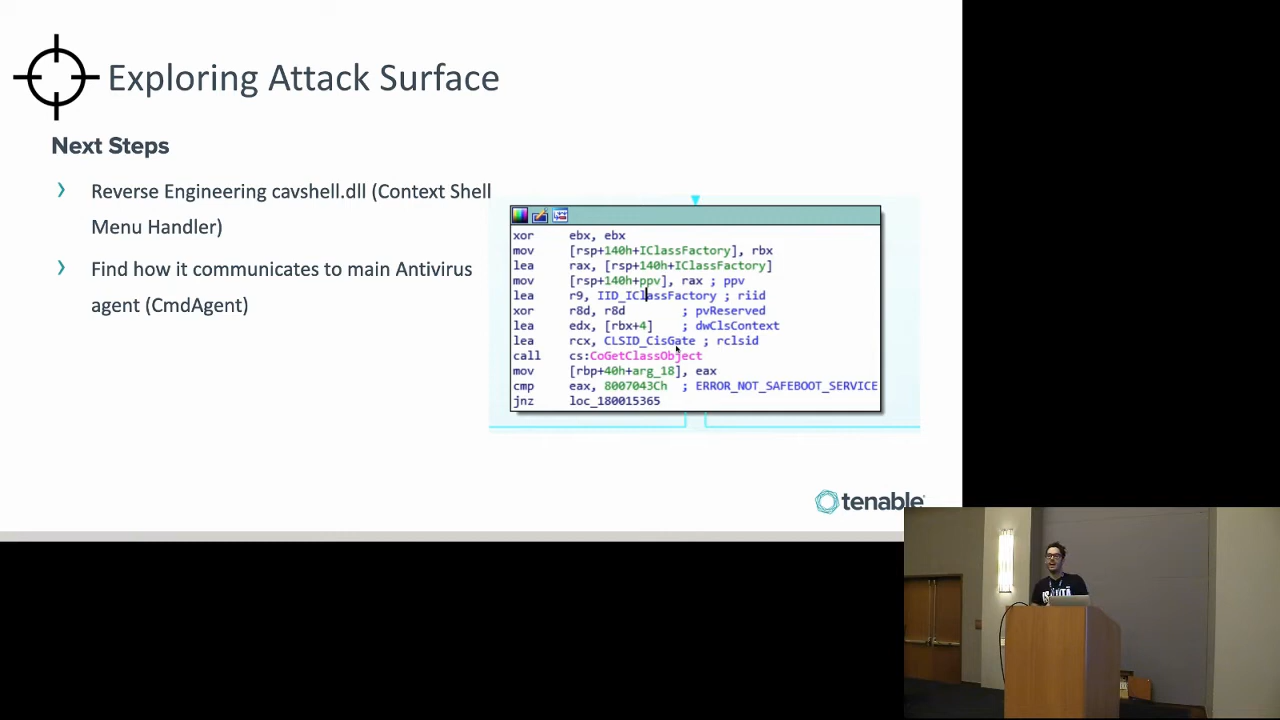 Exploring Attack Surface
Next Steps
Reverse Engineering cavshell.dll (Context Shell
Menu Handler)
Find how it communicates to main Antivirus
agent (CmdAgent)
xor ebx, ebx
mov [rsp+140h+IClassFactory], rbx
lea rax, [rsp+140h+IClassFactory]
mov [rsp+140h+ppv], rax ; ppv
lea r9, IID_IClassFactory ; riid
xor r8d, r8d ; pvReserved
lea edx, [rbx+4] ; dwClsContext
lea rcx, CLSID_CisGate ; rclsid
call cs:CoGetClassObject
mov [rbp+40h+arg_18], eax
cmp eax, 8007043Ch ; ERROR_NOT_SAFEBOOT_SERVICE
jnz loc_180015365
tenable